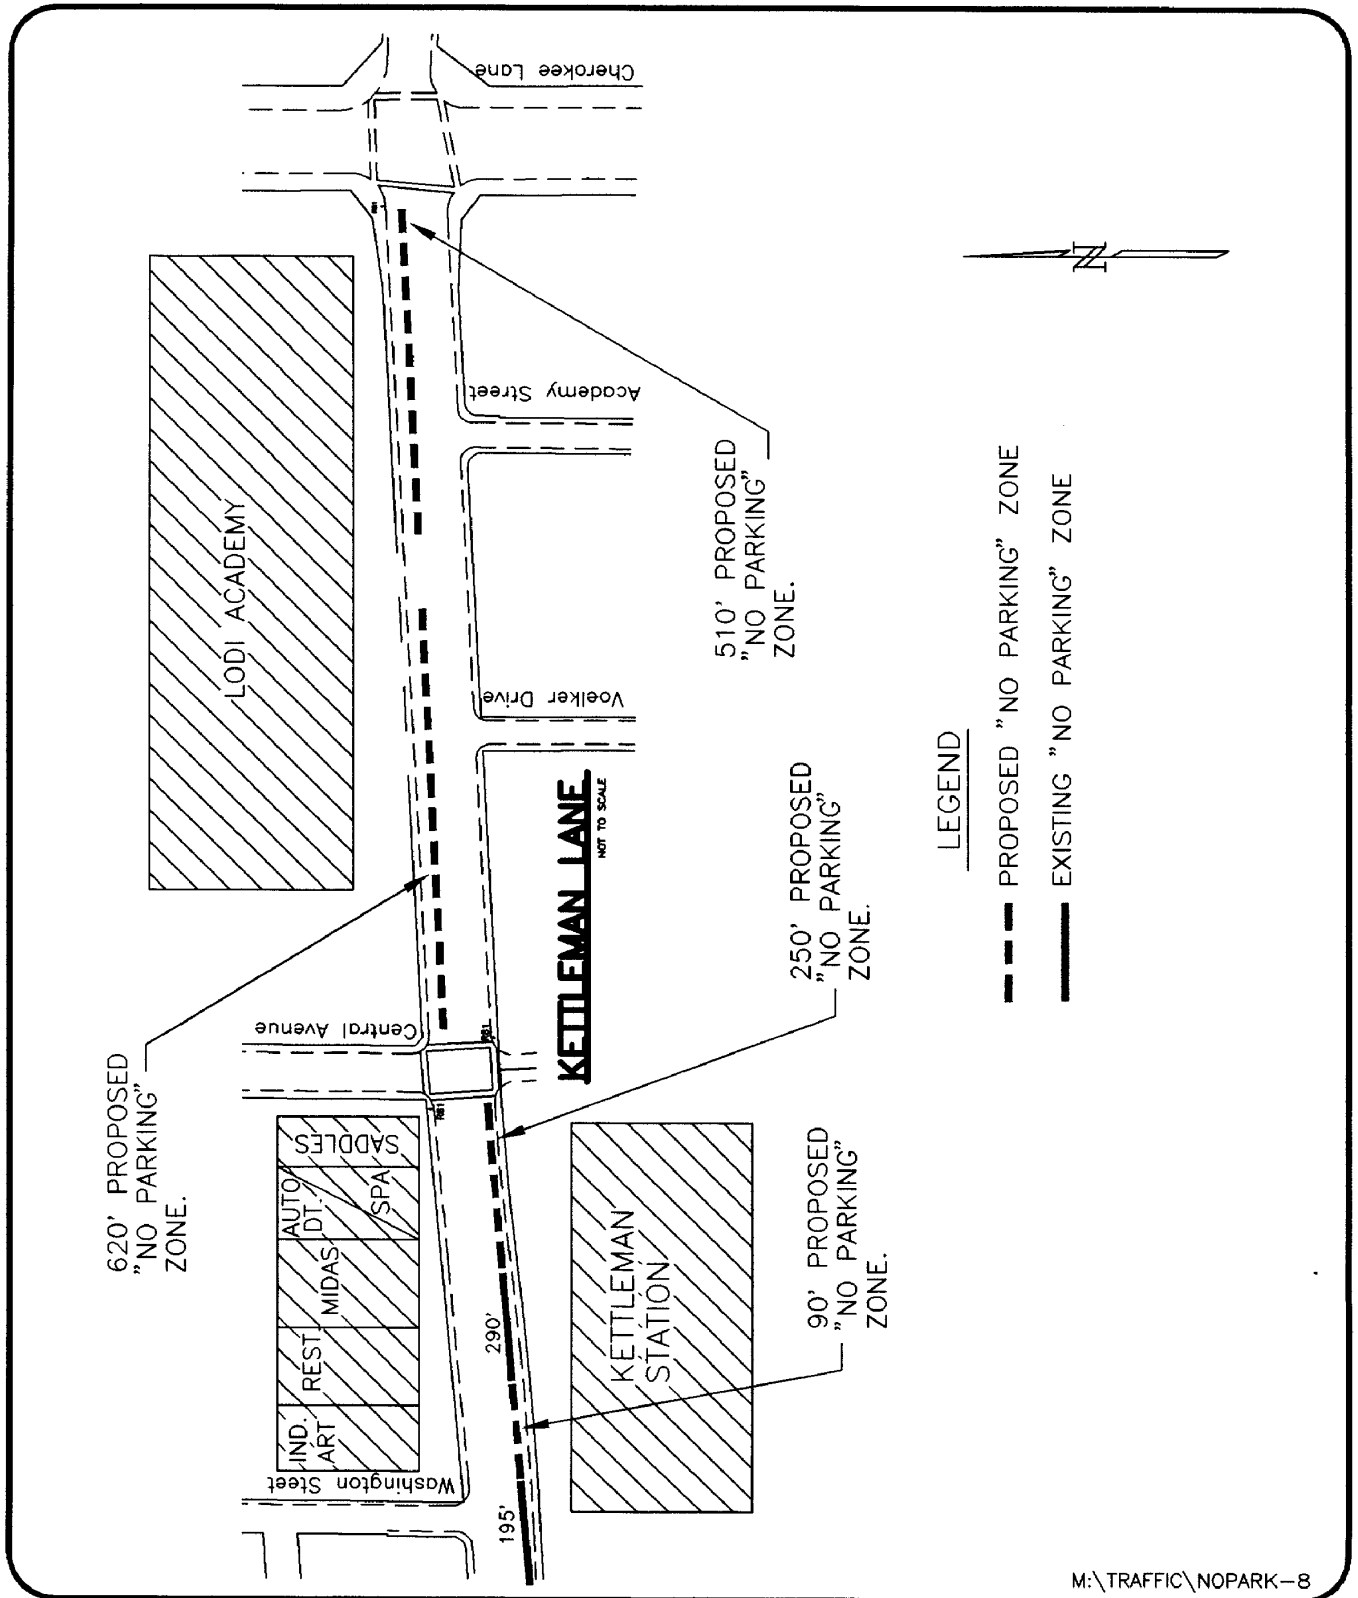 Cherokee Lane
RB1
LODI ACADEMY
Academy Street
510' PROPOSED
"NO PARKING"
ZONE.
Voelker Drive
KETTLEMAN LANE
NOT TO SCALE
620' PROPOSED
"NO PARKING"
ZONE.
Central Avenue
RB1
RB1
250' PROPOSED
"NO PARKING"
ZONE.
IND.
ART
REST.
MIDAS
AUTO
DT.
SPA
SADDLES
Washington Steet
KETTLEMAN
STATION
90' PROPOSED
"NO PARKING"
ZONE.
195'
290'
N
LEGEND
PROPOSED "NO PARKING" ZONE
EXISTING "NO PARKING" ZONE
M:\TRAFFIC\NOPARK-8